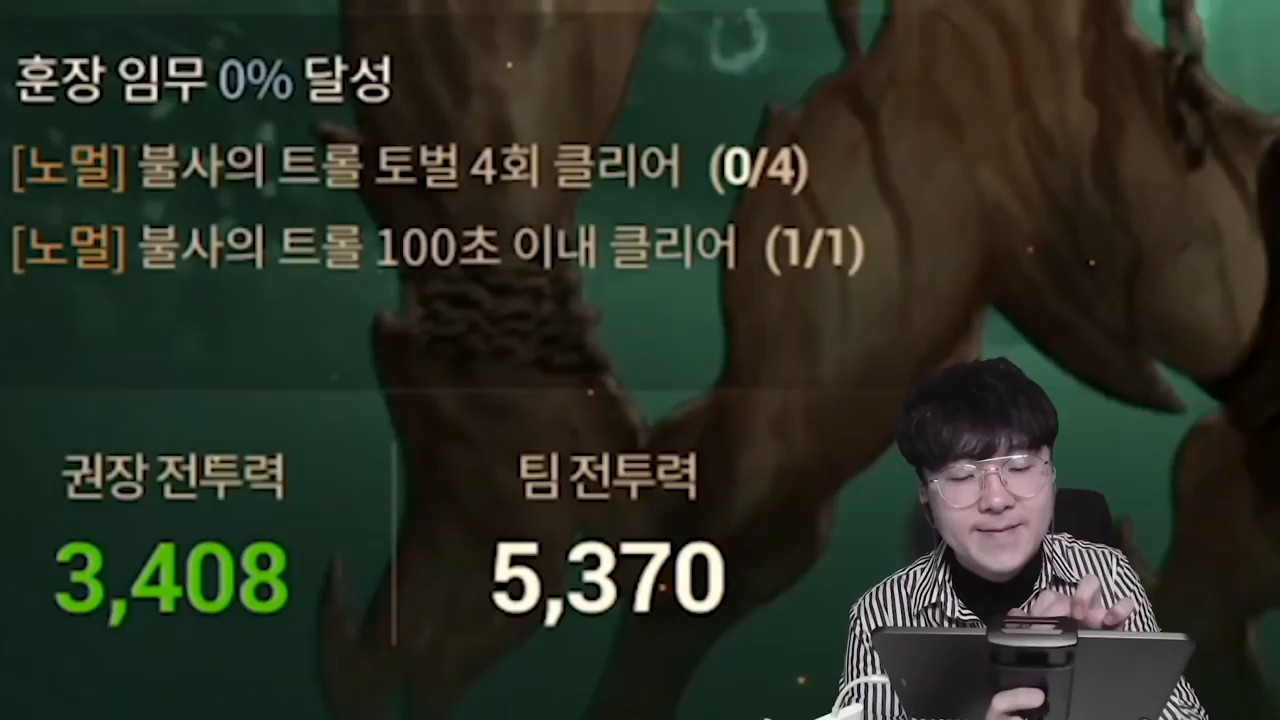 훈장 임무 0% 달성
[노멀] 불사의 트롤 토벌 4회 클리어 (0/4)
[노멀] 불사의 트롤 100초 이내 클리어 (1/1)
권장 전투력
팀 전투력
3,408
5,370